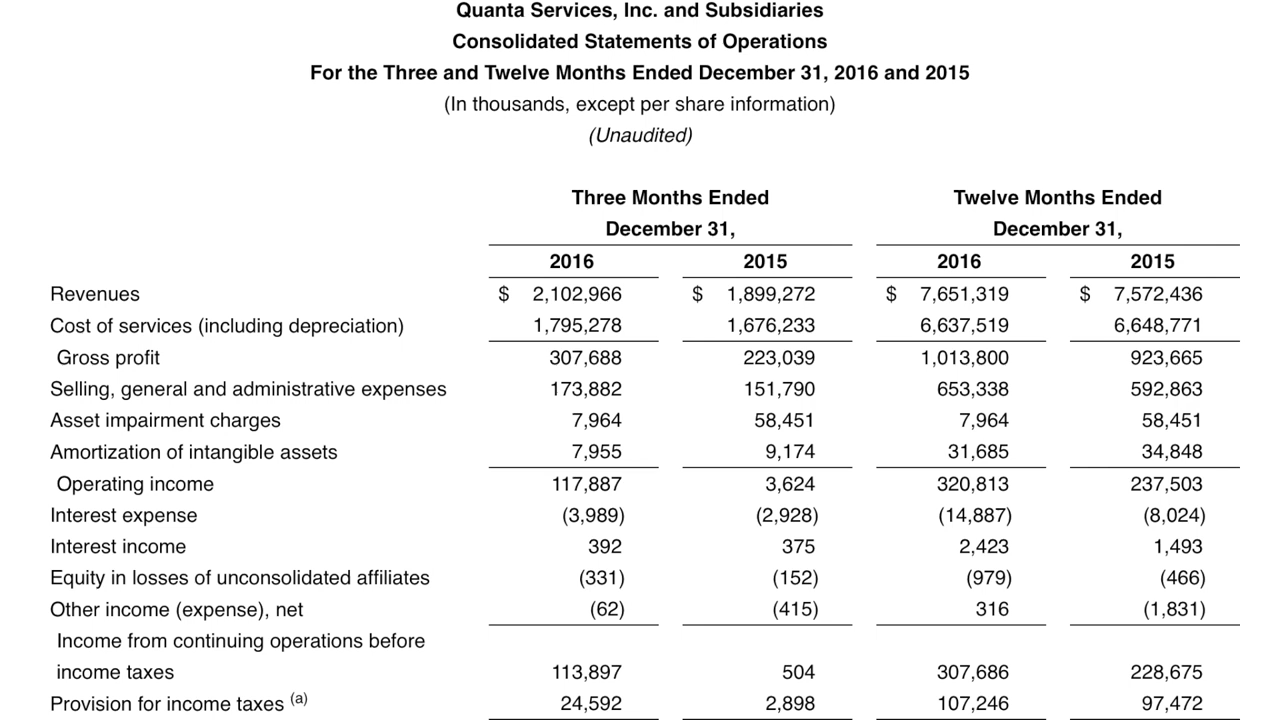 Quanta Services, Inc. and Subsidiaries
Consolidated Statements of Operations
For the Three and Twelve Months Ended December 31, 2016 and 2015
(In thousands, except per share information)
(Unaudited)
Three Months Ended Twelve Months Ended
December 31, December 31,
2016 2015 2016 2015
Revenues $ 2,102,966 $ 1,899,272 $ 7,651,319 $ 7,572,436
Cost of services (including depreciation) 1,795,278 1,676,233 6,637,519 6,648,771
Gross profit 307,688 223,039 1,013,800 923,665
Selling, general and administrative expenses 173,882 151,790 653,338 592,863
Asset impairment charges 7,964 58,451 7,964 58,451
Amortization of intangible assets 7,955 9,174 31,685 34,848
Operating income 117,887 3,624 320,813 237,503
Interest expense (3,989) (2,928) (14,887) (8,024)
Interest income 392 375 2,423 1,493
Equity in losses of unconsolidated affiliates (331) (152) (979) (466)
Other income (expense), net (62) (415) 316 (1,831)
Income from continuing operations before
income taxes 113,897 504 307,686 228,675
Provision for income taxes (a) 24,592 2,898 107,246 97,472